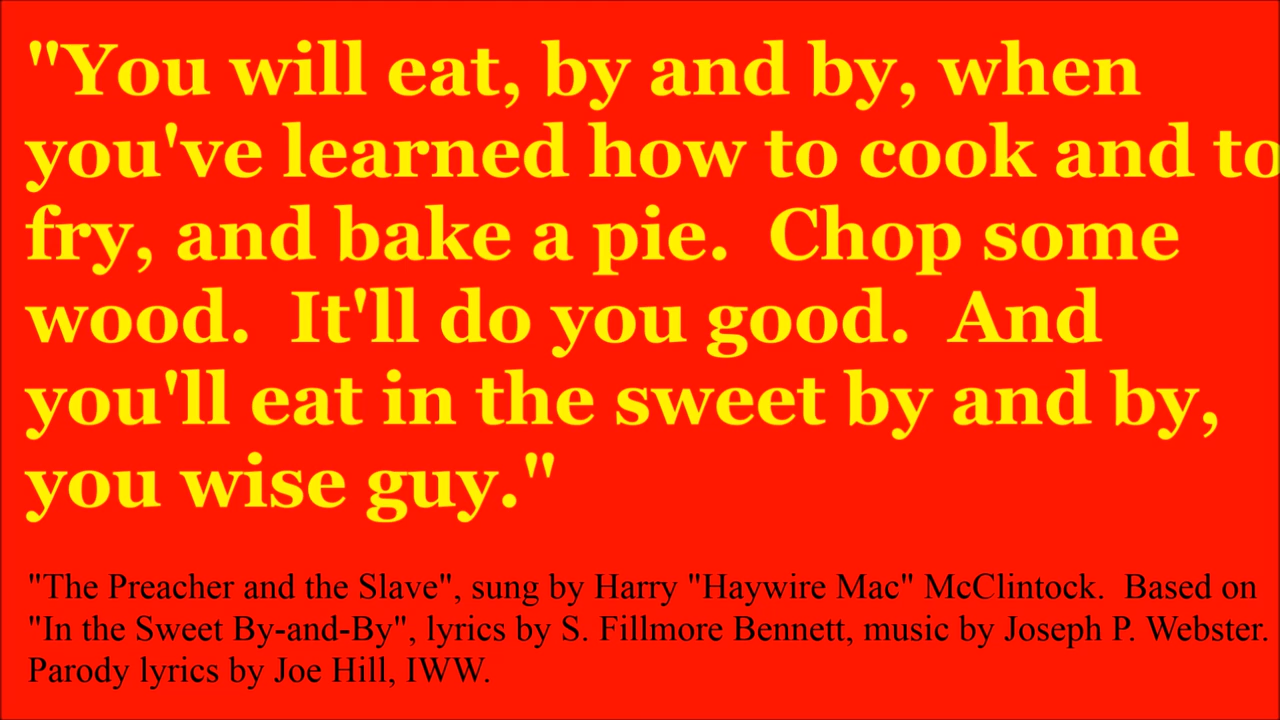 "You will eat, by and by, when
you've learned how to cook and to
fry, and bake a pie.  Chop some
wood.  It'll do you good.  And
you'll eat in the sweet by and by,
you wise guy."
"The Preacher and the Slave", sung by Harry "Haywire Mac" McClintock.  Based on
"In the Sweet By-and-By", lyrics by S. Fillmore Bennett, music by Joseph P. Webster.
Parody lyrics by Joe Hill, IWW.